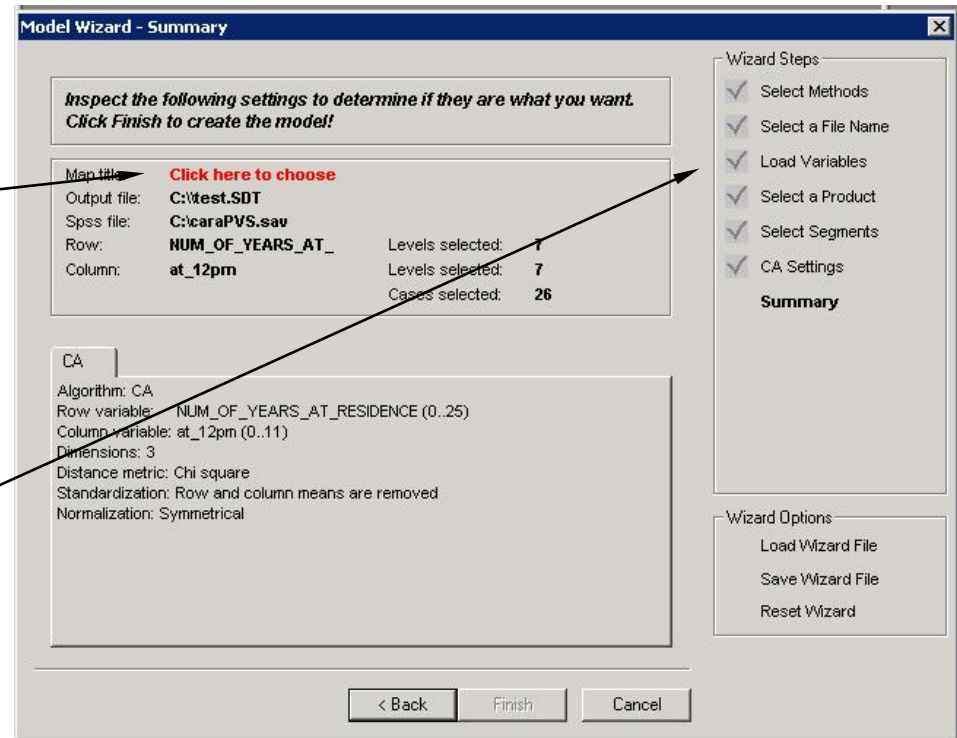 Model Wizard - Summary
Inspect the following settings to determine if they are what you want.
Click Finish to create the model!
Map title: Click here to choose
Output file: C:\\test.SDT
Spss file: C:\caraPVS.sav
Row: NUM_OF_YEARS_AT_ Levels selected: 7
Column: at_12pm Levels selected: 7
Cases selected: 26
CA
Algorithm: CA
Row variable: NUM_OF_YEARS_AT_RESIDENCE (0..25)
Column variable: at_12pm (0..11)
Dimensions: 3
Distance metric: Chi square
Standardization: Row and column means are removed
Normalization: Symmetrical
< Back Finish Cancel
Wizard Steps
Select Methods
Select a File Name
Load Variables
Select a Product
Select Segments
CA Settings
Summary
Wizard Options
Load Wizard File
Save Wizard File
Reset Wizard